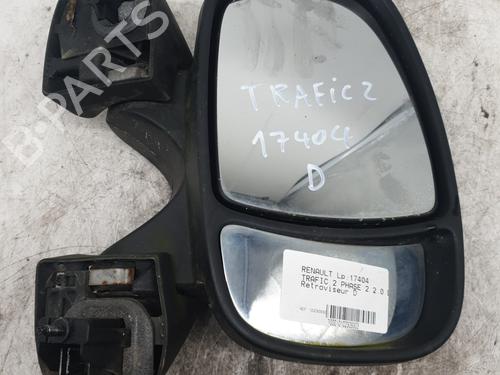 TRAFIC 2
17404
D
RENAULT Lp 17404
TRAFIC 2 PHASE 2 2.0
Retroviseur D
B-PARTS